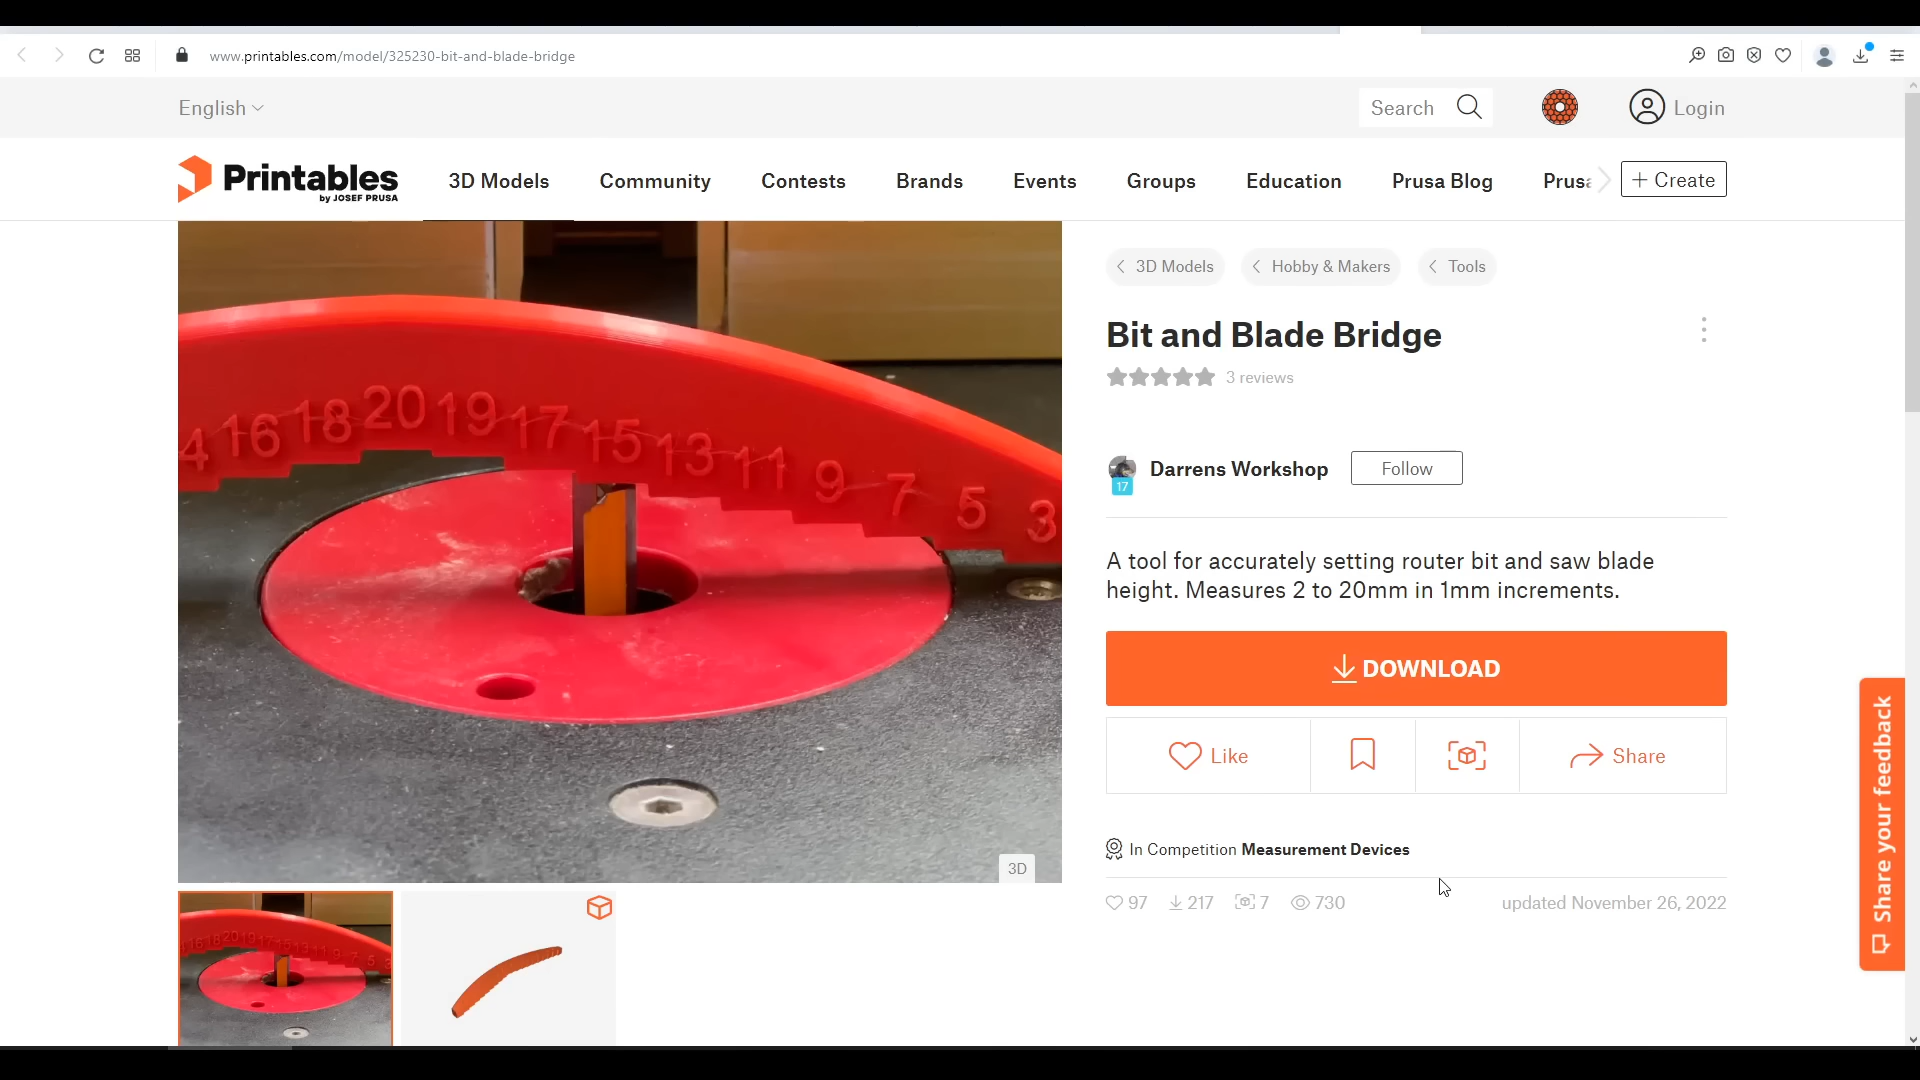 www.printables.com/model/325230-bit-and-blade-bridge
English
Search
Login
Printables
by JOSEF PRUSA
3D Models
Community
Contests
Brands
Events
Groups
Education
Prusa Blog
+ Create
16 18 20 19 17 15 13 11 9 7 5 3
3D
3D Models
Hobby & Makers
Tools
Bit and Blade Bridge
3 reviews
17
Darrens Workshop
Follow
A tool for accurately setting router bit and saw blade
height. Measures 2 to 20mm in 1mm increments.
DOWNLOAD
Like
Share
In Competition Measurement Devices
97 217 7 730
updated November 26, 2022
Share your feedback